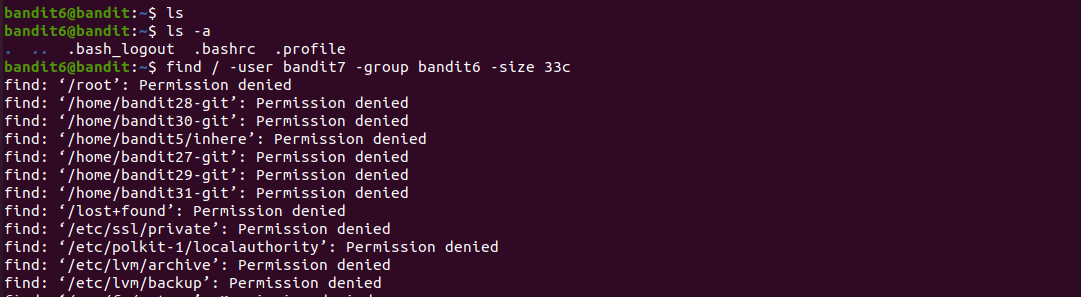 bandit6@bandit:~$ ls
bandit6@bandit:~$ ls -a
.  ..  .bash_logout  .bashrc  .profile
bandit6@bandit:~$ find / -user bandit7 -group bandit6 -size 33c
find: ‘/root’: Permission denied
find: ‘/home/bandit28-git’: Permission denied
find: ‘/home/bandit30-git’: Permission denied
find: ‘/home/bandit5/inhere’: Permission denied
find: ‘/home/bandit27-git’: Permission denied
find: ‘/home/bandit29-git’: Permission denied
find: ‘/home/bandit31-git’: Permission denied
find: ‘/lost+found’: Permission denied
find: ‘/etc/ssl/private’: Permission denied
find: ‘/etc/polkit-1/localauthority’: Permission denied
find: ‘/etc/lvm/archive’: Permission denied
find: ‘/etc/lvm/backup’: Permission denied